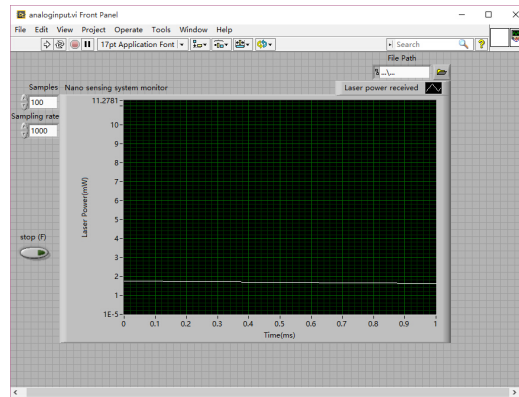 analoginput.vi Front Panel
File Edit View Project Operate Tools Window Help
17pt Application Font
Search
File Path
...\...
Samples
Nano sensing system monitor
Laser power received
100
Sampling rate
1000
11.2781
10
9
8
7
6
5
4
3
2
1
1E-5
Laser Power(mW)
stop (F)
0 0.1 0.2 0.3 0.4 0.5 0.6 0.7 0.8 0.9 1
Time(ms)